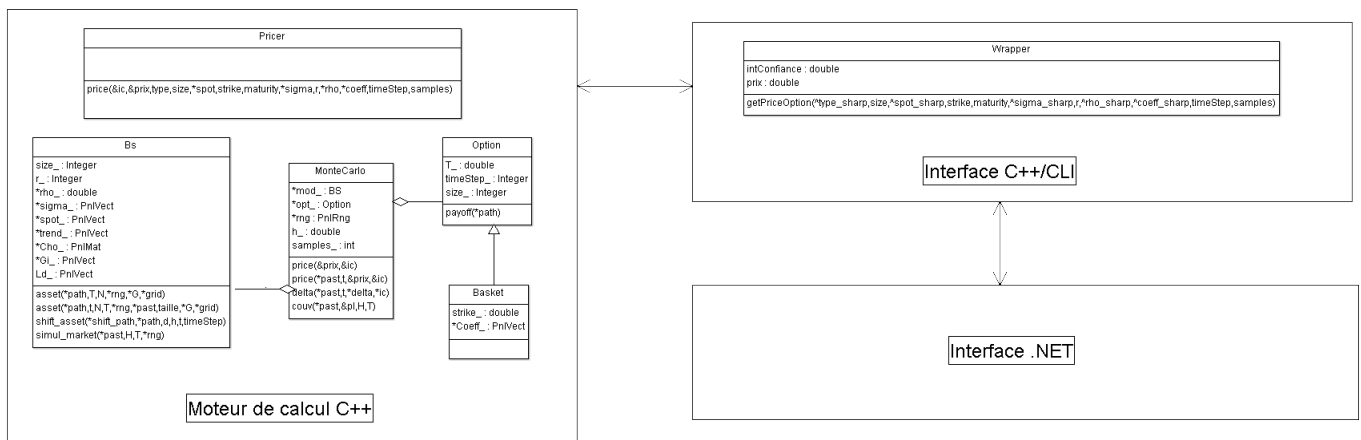 Pricer
price(&ic,&prix,type,size,*spot,strike,maturity,*sigma,r,*rho,*coeff,timeStep,samples)
Bs
size_ : Integer
r_ : Integer
*rho_ : double
*sigma_ : PnlVect
*spot_ : PnlVect
*trend_ : PnlVect
*Cho_ : PnlMat
*Gi_ : PnlVect
Ld_ : PnlVect
asset(*path,T,N,*rng,*G,*grid)
asset(*path,t,N,T,*rng,*past,taille,*G,*grid)
shift_asset(*shift_path,*path,d,h,t,timeStep)
simul_market(*past,H,T,*rng)
MonteCarlo
*mod_ : BS
*opt_ : Option
*rng : PnlRng
h_ : double
samples_ : int
price(&prix,&ic)
price(*past,t,&prix,&ic)
delta(*past,t,*delta,*ic)
couv(*past,&pl,H,T)
Option
T_ : double
timeStep_ : Integer
size_ : Integer
payoff(*path)
Basket
strike_ : double
*Coeff_ : PnlVect
Moteur de calcul C++
Wrapper
intConfiance : double
prix : double
getPriceOption(^type_sharp,size,^spot_sharp,strike,maturity,^sigma_sharp,r,^rho_sharp,^coeff_sharp,timeStep,samples)
Interface C++/CLI
Interface .NET